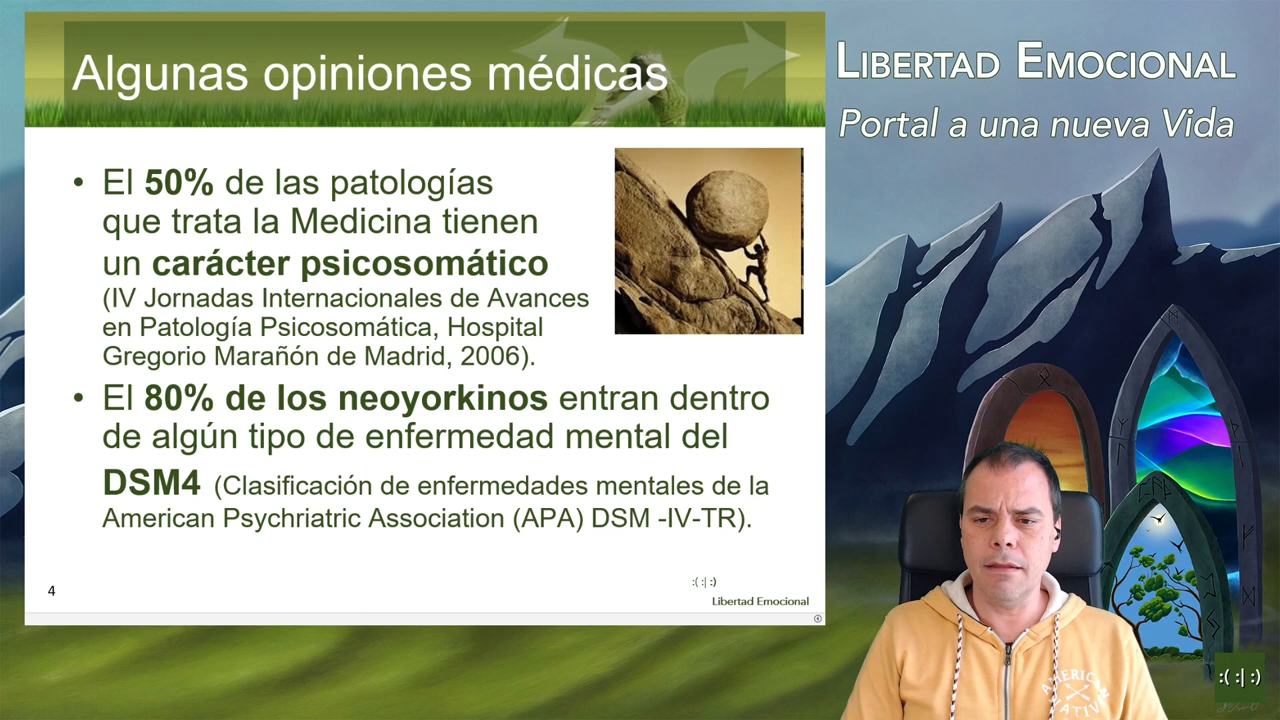 Algunas opiniones médicas
• El 50% de las patologías
que trata la Medicina tienen
un carácter psicosomático
(IV Jornadas Internacionales de Avances
en Patología Psicosomática, Hospital
Gregorio Marañón de Madrid, 2006).
• El 80% de los neoyorkinos entran dentro
de algún tipo de enfermedad mental del
DSM4 (Clasificación de enfermedades mentales de la
American Psychriatric Association (APA) DSM -IV-TR).
4
:( :| :)
Libertad Emocional
LIBERTAD EMOCIONAL
Portal a una nueva Vida
AMERICAN
NATIVE
:( :| :)